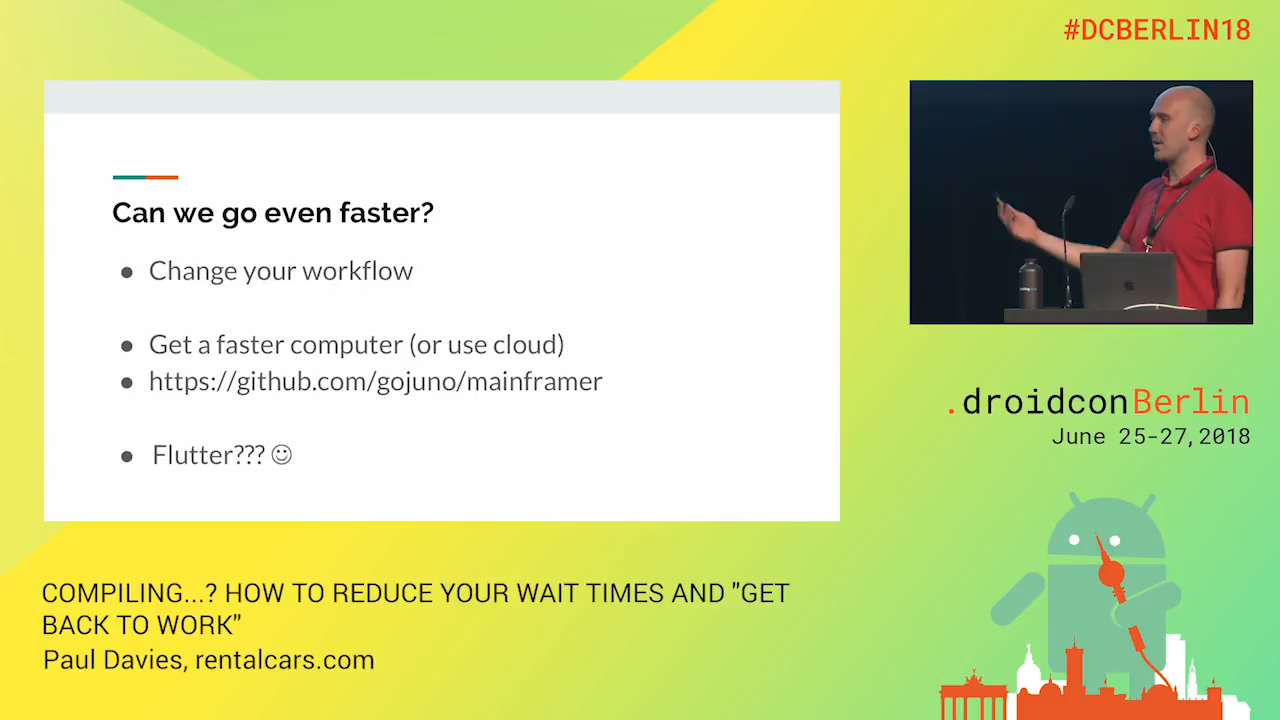 #DCBERLIN18
Can we go even faster?
● Change your workflow
● Get a faster computer (or use cloud)
● https://github.com/gojuno/mainframer
● Flutter??? ☺
.droidconBerlin
June 25-27,2018
COMPILING...? HOW TO REDUCE YOUR WAIT TIMES AND "GET
BACK TO WORK"
Paul Davies, rentalcars.com